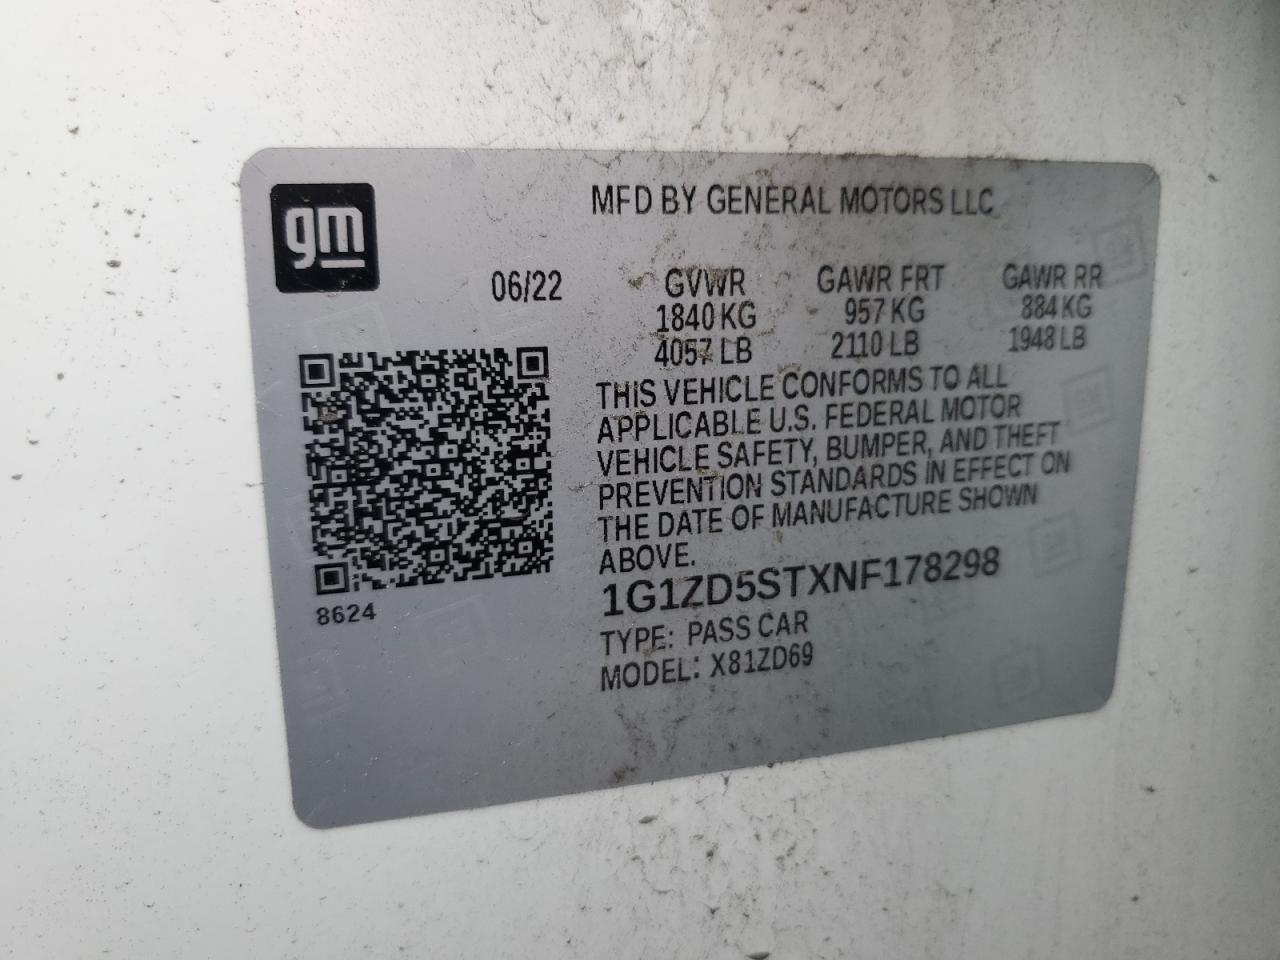 gm
MFD BY GENERAL MOTORS LLC
06/22 GVWR GAWR FRT GAWR RR
1840 KG 957 KG 884 KG
4057 LB 2110 LB 1948 LB
THIS VEHICLE CONFORMS TO ALL
APPLICABLE U.S. FEDERAL MOTOR
VEHICLE SAFETY, BUMPER, AND THEFT
PREVENTION STANDARDS IN EFFECT ON
THE DATE OF MANUFACTURE SHOWN
ABOVE.
1G1ZD5STXNF178298
8624
TYPE: PASS CAR
MODEL: X81ZD69